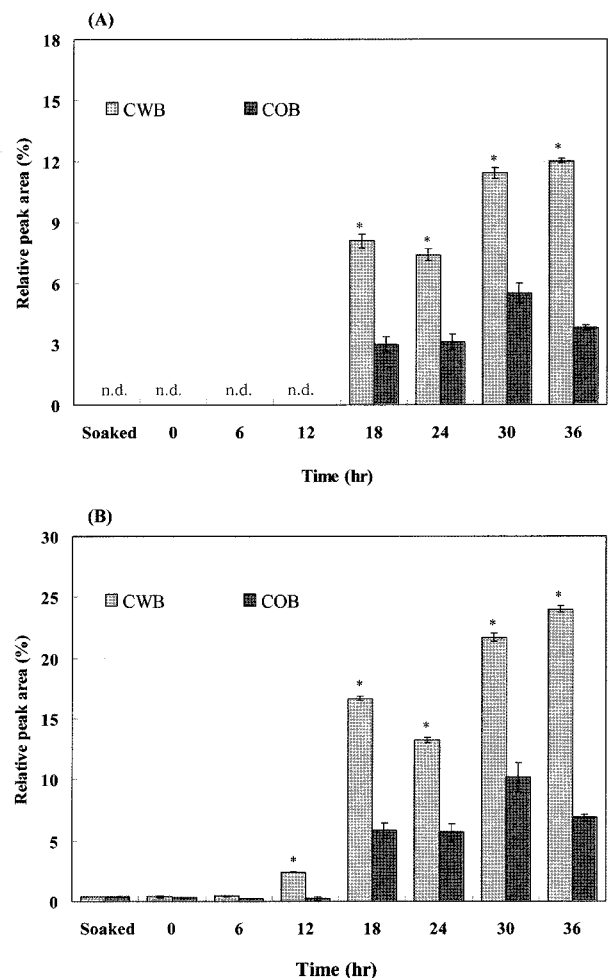 (A)
18
15
12
9
6
3
0
Relative peak area (%)
CWB COB
* * * *
n.d. n.d. n.d. n.d.
Soaked 0 6 12 18 24 30 36
Time (hr)
(B)
30
25
20
15
10
5
0
Relative peak area (%)
CWB COB
* * * * *
Soaked 0 6 12 18 24 30 36
Time (hr)